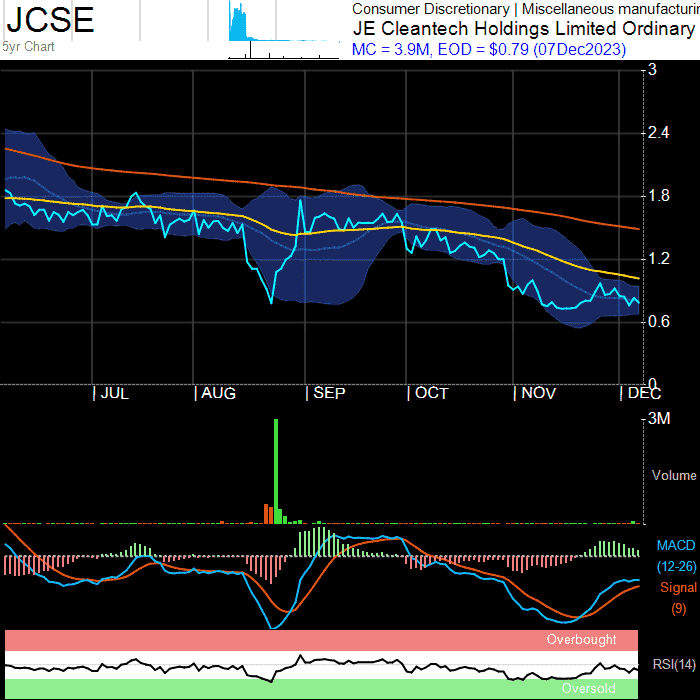 JCSE
5yr Chart
Consumer Discretionary | Miscellaneous manufacturin
JE Cleantech Holdings Limited Ordinary
MC = 3.9M, EOD = $0.79 (07Dec2023)
3
2.4
1.8
1.2
0.6
0
JUL AUG SEP OCT NOV DEC
3M
Volume
MACD
(12-26)
Signal
(9)
Overbought
RSI(14)
Oversold